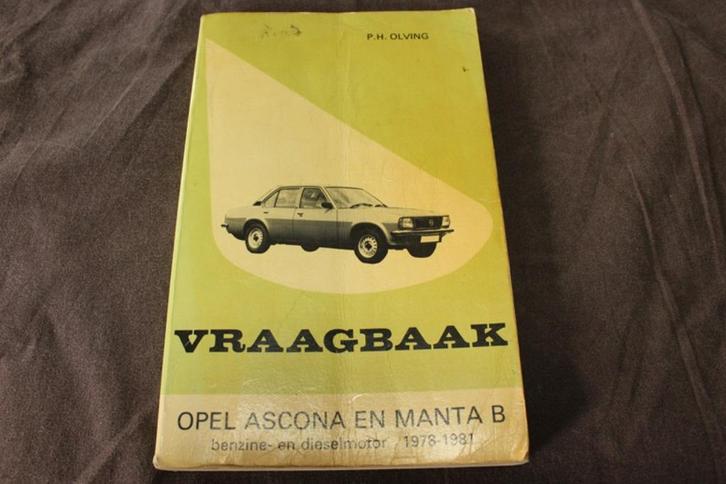 P.H. OLVING
VRAAGBAAK
OPEL ASCONA EN MANTA B
benzine- en dieselmotor 1978-1981